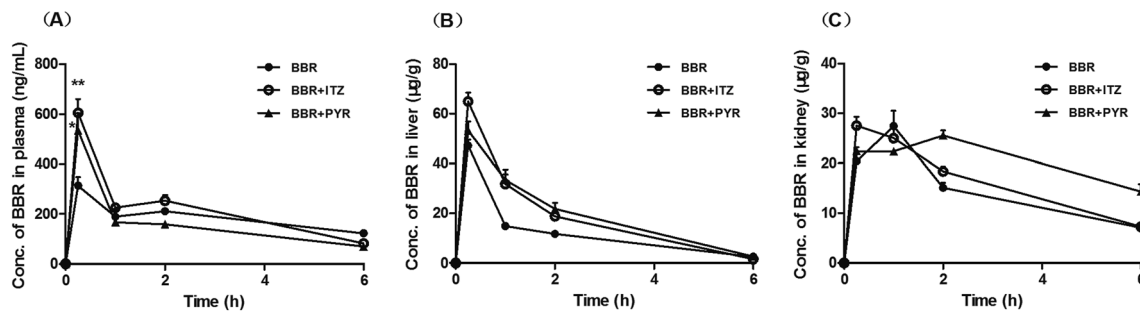 (A)
Conc. of BBR in plasma (ng/mL)
800
600
400
200
0
**
*
BBR
BBR+ITZ
BBR+PYR
0 2 4 6
Time (h)
(B)
Conc. of BBR in liver (μg/g)
80
60
40
20
0
BBR
BBR+ITZ
BBR+PYR
0 2 4 6
Time (h)
(C)
Conc. of BBR in kidney (μg/g)
40
30
20
10
0
BBR
BBR+ITZ
BBR+PYR
0 2 4 6
Time (h)